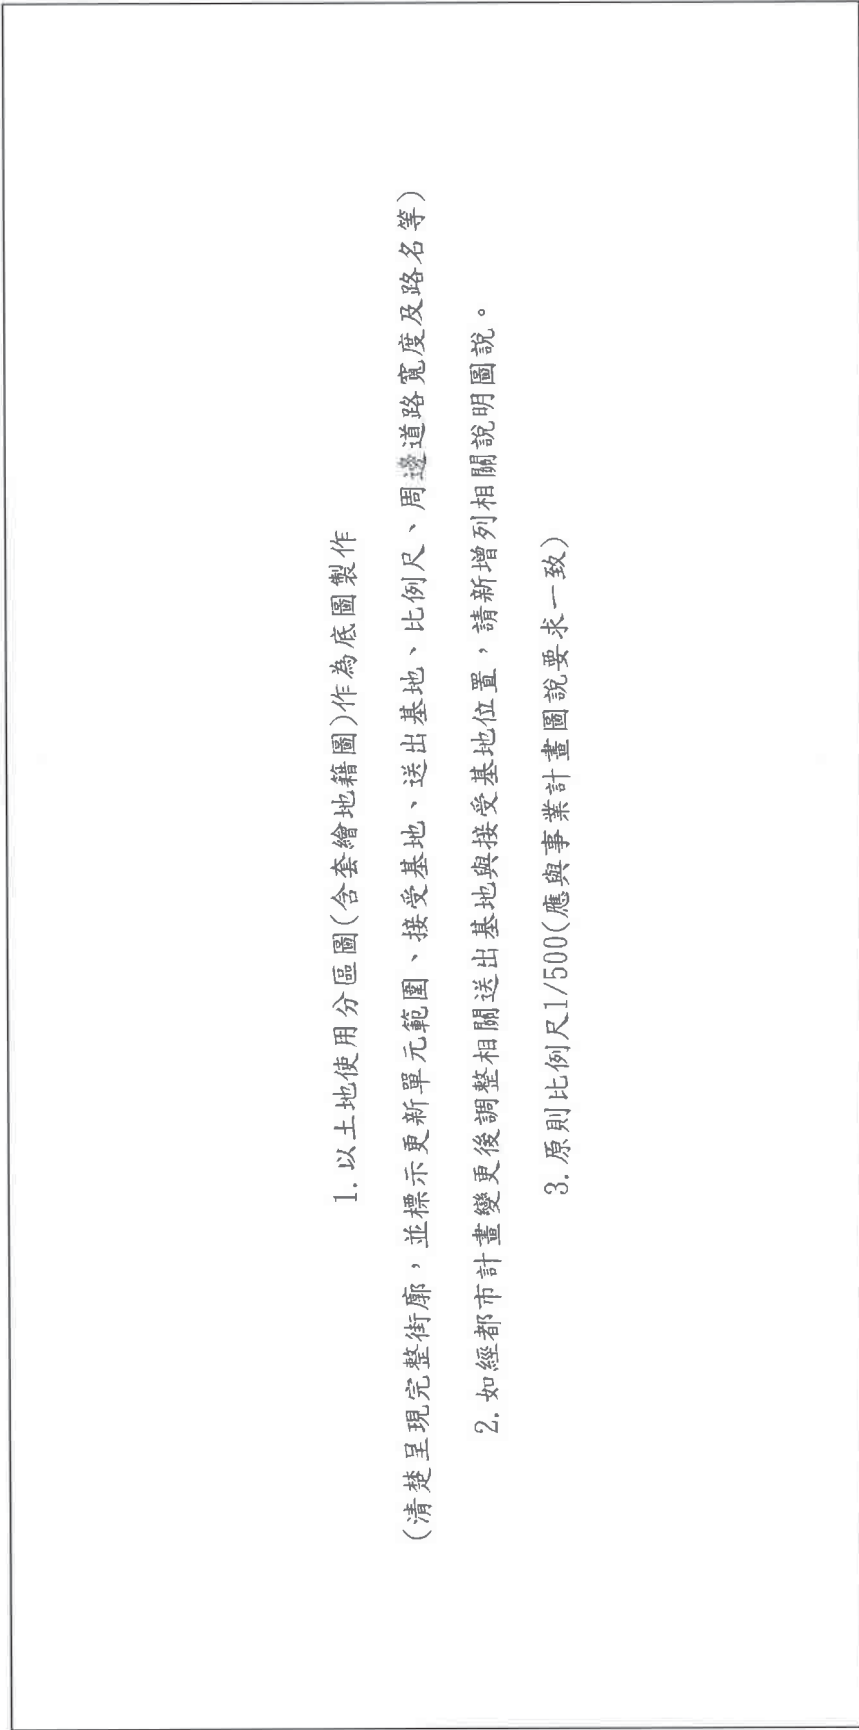 1. 以土地使用分區圖(含套繪地籍圖)作為底圖製作
(清楚呈現完整街廓，並標示更新單元範圍、接受基地、送出基地、比例尺、周邊道路寬度及路名等)
2. 如經都市計畫變更後調整相關送出基地與接受基地位置，請新增列相關說明圖說。
3. 原則比例尺1/500(應與事業計畫圖說要求一致)